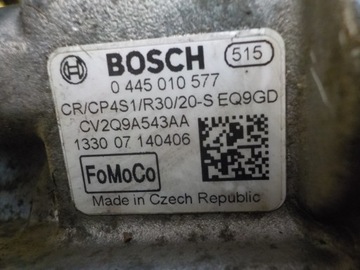 BOSCH 515
0 445 010 577
CR/CP4S1/R30/20-S EQ9GD
CV2Q9A543AA
1330 07 140406
FoMoCo
Made in Czech Republic